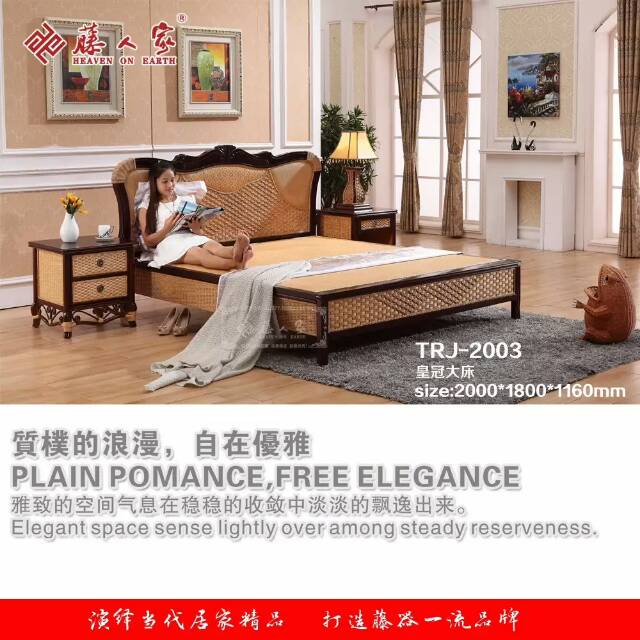 藤人家®
HEAVEN ON EARTH
藤人家
TRJ-2003
皇冠大床
size:2000*1800*1160mm
質樸的浪漫，自在優雅
PLAIN POMANCE,FREE ELEGANCE
雅致的空间气息在稳稳的收敛中淡淡的飘逸出来。
Elegant space sense lightly over among steady reserveness.
演绎当代居家精品 打造藤器一流品牌